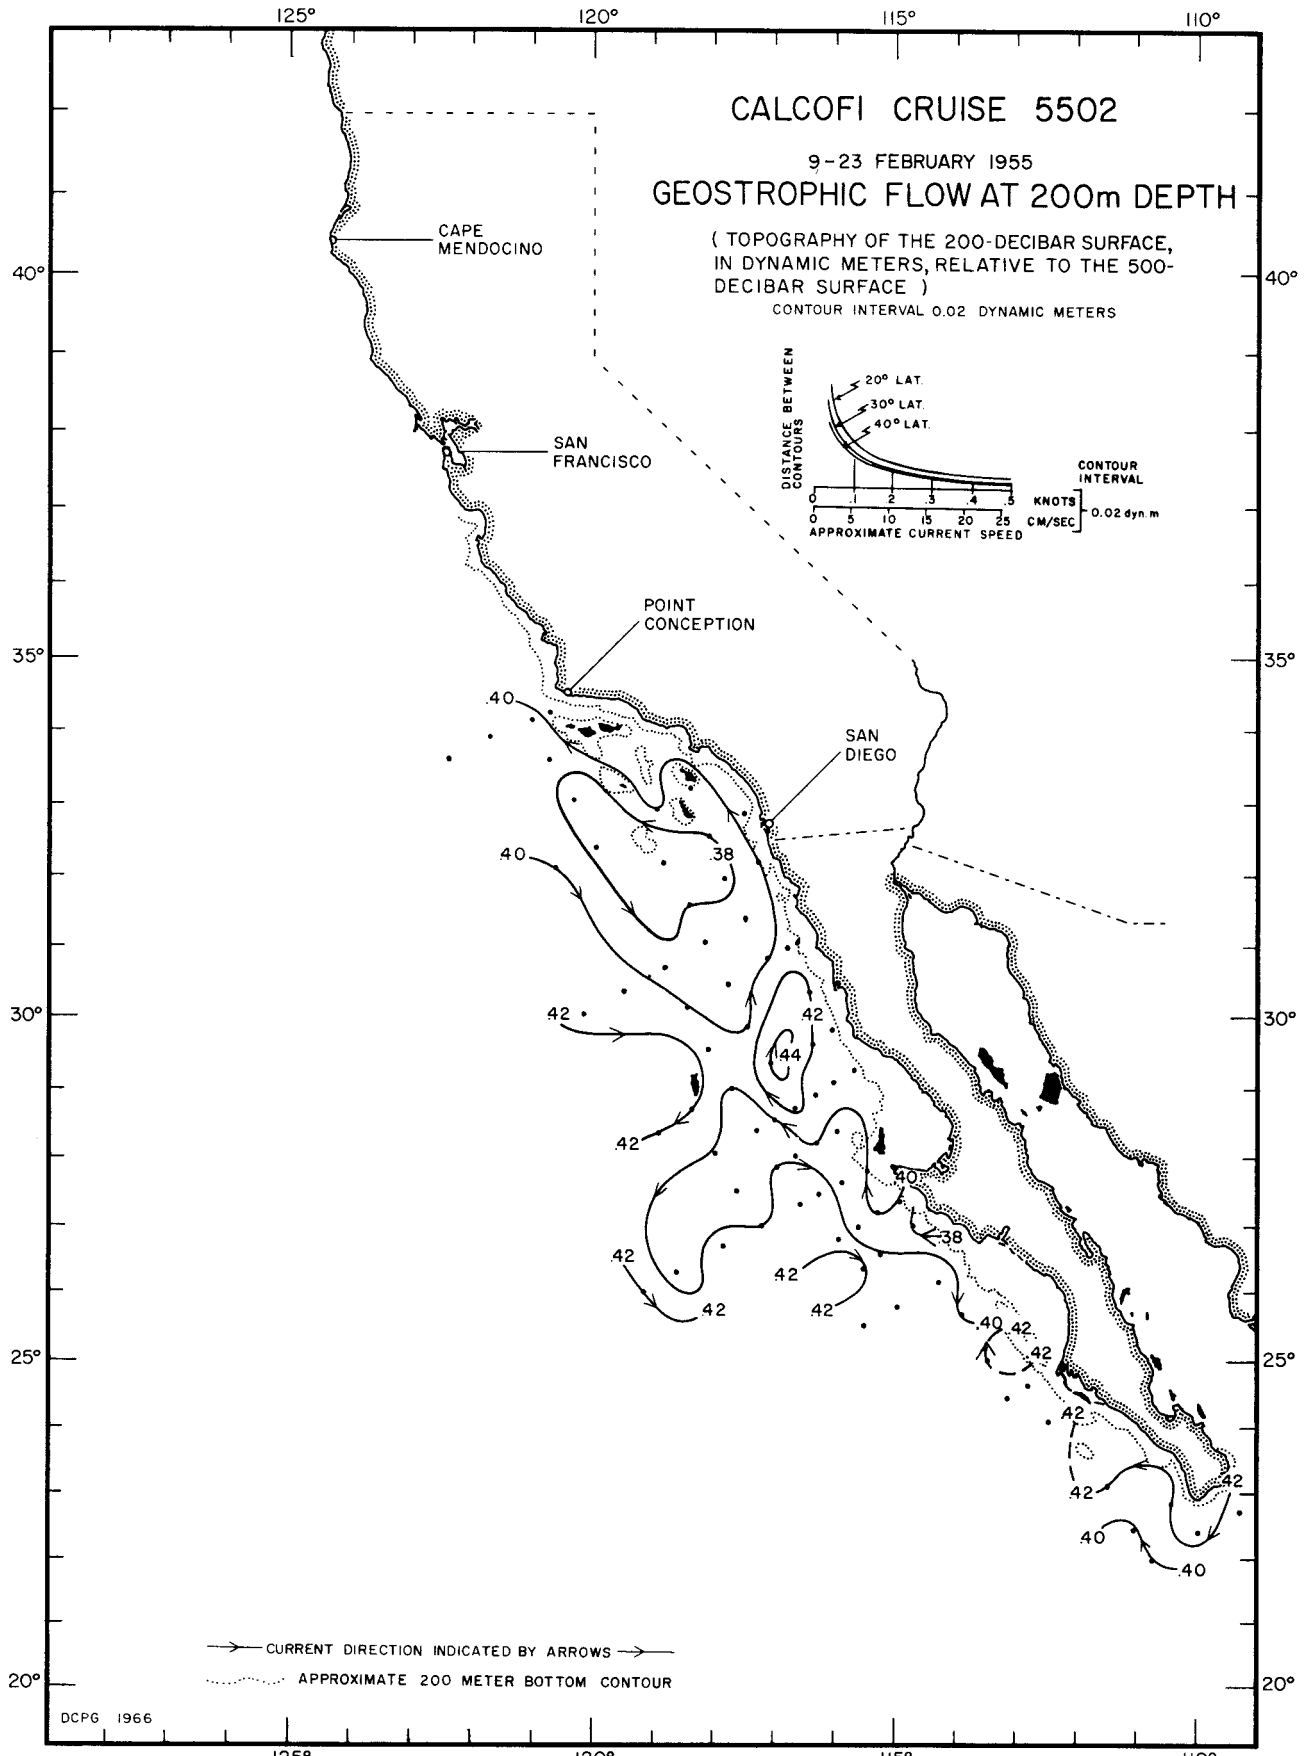 125° 120° 115° 110°
CALCOFI CRUISE 5502
9-23 FEBRUARY 1955
GEOSTROPHIC FLOW AT 200m DEPTH
( TOPOGRAPHY OF THE 200-DECIBAR SURFACE,
IN DYNAMIC METERS, RELATIVE TO THE 500-
DECIBAR SURFACE )
CONTOUR INTERVAL 0.02 DYNAMIC METERS
CAPE
MENDOCINO
40° 40°
DISTANCE BETWEEN
CONTOURS
20° LAT.
30° LAT.
40° LAT.
CONTOUR
INTERVAL
0 .1 .2 .3 .4 .5 KNOTS
0.02 dyn.m
0 5 10 15 20 25 CM/SEC
APPROXIMATE CURRENT SPEED
SAN
FRANCISCO
POINT
CONCEPTION
35° 35°
.40
SAN
DIEGO
.40
.38
30° 30°
.42
.42
.44
.42
.40
.38
.42
.42
.42
.42
.40
.42
.42
25° 25°
.42
.42
.42
.40
.40
CURRENT DIRECTION INDICATED BY ARROWS
APPROXIMATE 200 METER BOTTOM CONTOUR
20° 20°
DCPG 1966
125° 120° 115° 110°